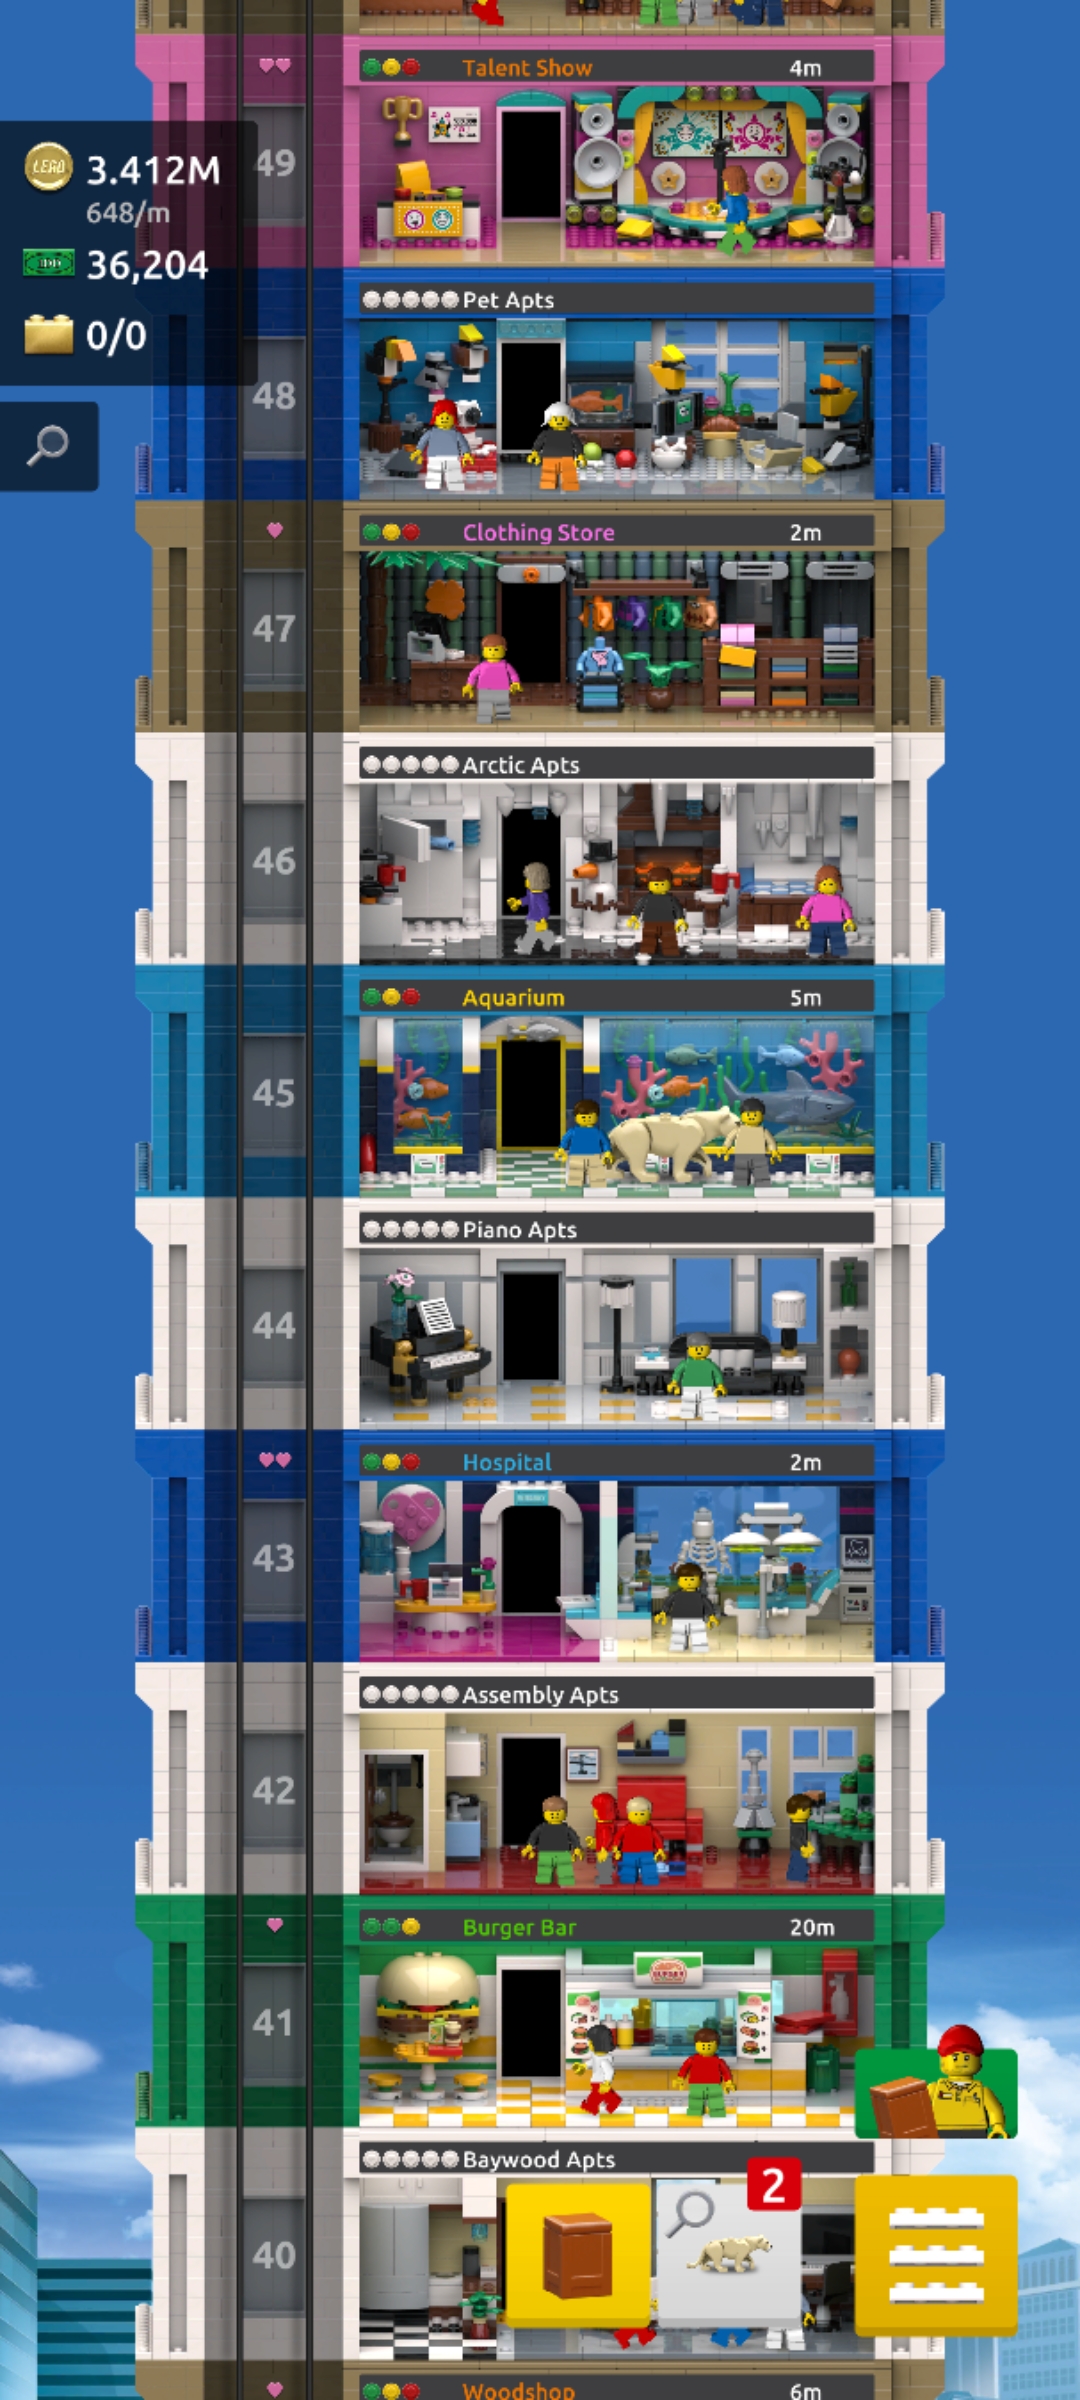 Talent Show 4m
49
LEGO 3.412M
648/m
36,204
0/0
Pet Apts
48
Clothing Store 2m
47
Arctic Apts
46
Aquarium 5m
45
Piano Apts
44
Hospital 2m
43
Assembly Apts
42
Burger Bar 20m
41
Baywood Apts
2
40
Woodshop 6m